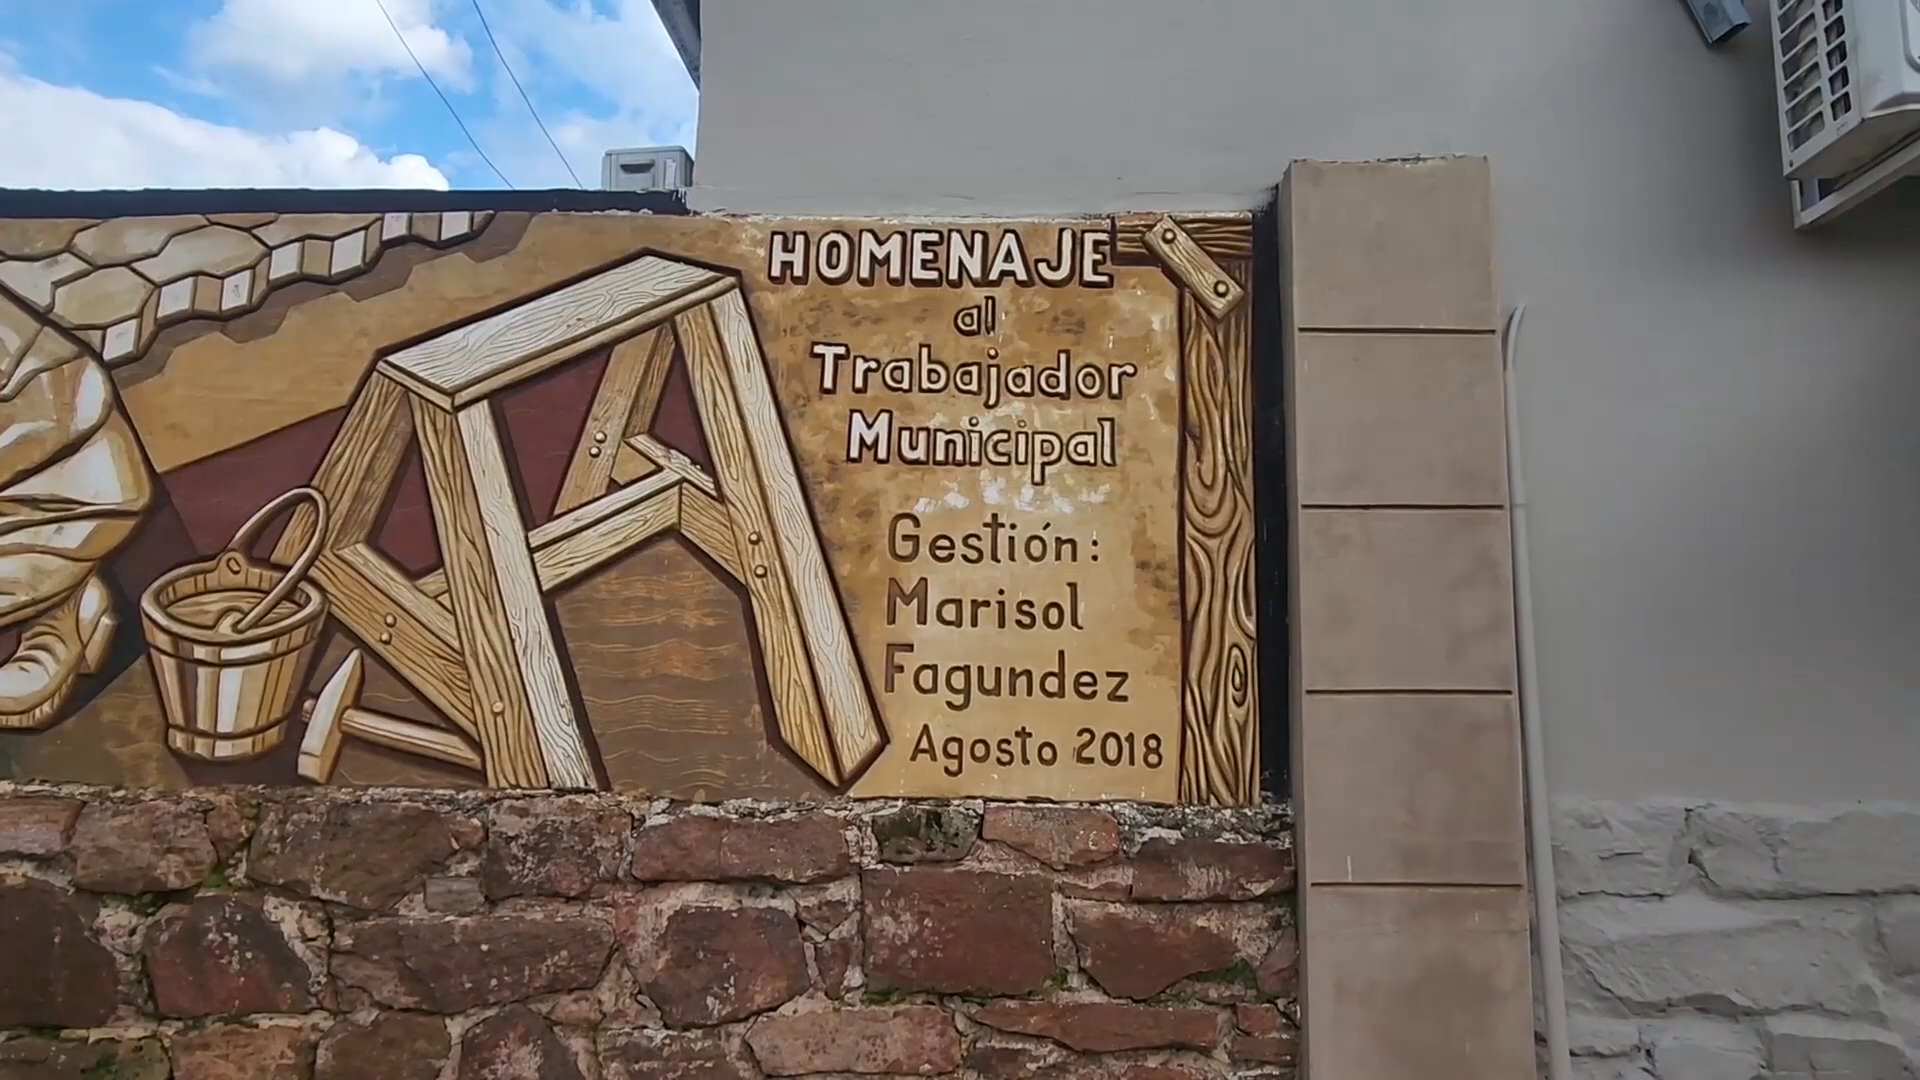 HOMENAJE
al
Trabajador
Municipal
Gestión:
Marisol
Fagundez
Agosto 2018